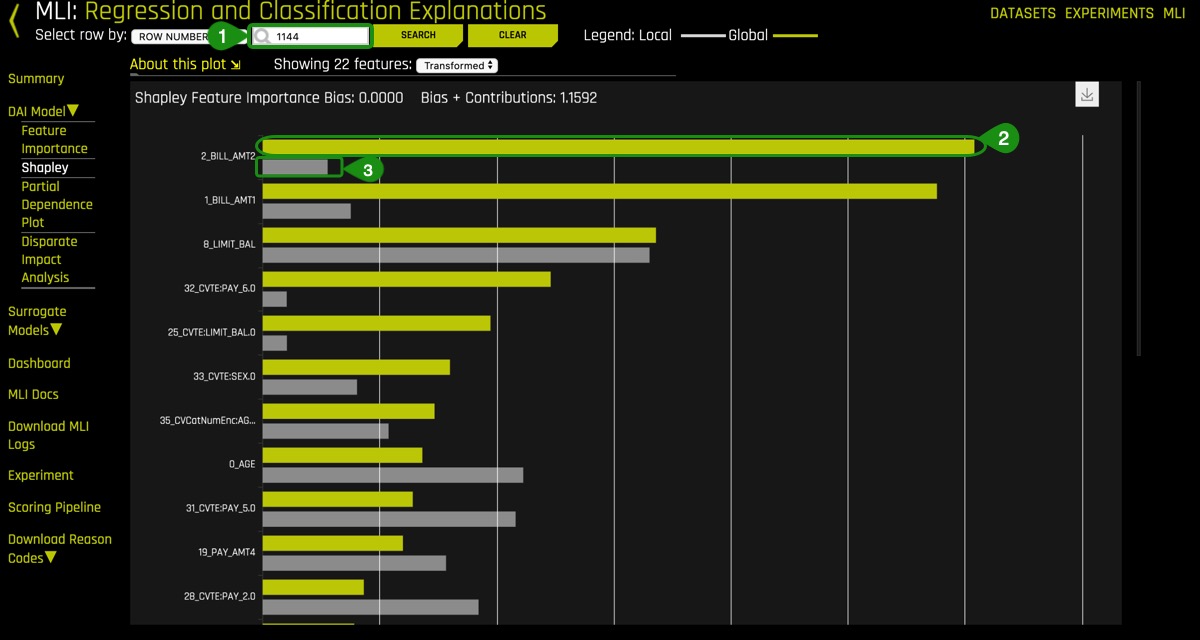 MLI: Regression and Classification Explanations
DATASETS EXPERIMENTS MLI
Select row by: ROW NUMBER 1 1144 SEARCH CLEAR Legend: Local Global
About this plot Showing 22 features: Transformed
Summary
DAI Model
Feature
Importance
Shapley
Partial
Dependence
Plot
Disparate
Impact
Analysis
Surrogate
Models
Dashboard
MLI Docs
Download MLI
Logs
Experiment
Scoring Pipeline
Download Reason
Codes
Shapley Feature Importance Bias: 0.0000 Bias + Contributions: 1.1592
2
2_BILL_AMT2
3
1_BILL_AMT1
8_LIMIT_BAL
32_CVTE:PAY_6.0
25_CVTE:LIMIT_BAL.0
33_CVTE:SEX.0
35_CVCatNumEnc:AG...
0_AGE
31_CVTE:PAY_5.0
19_PAY_AMT4
28_CVTE:PAY_2.0